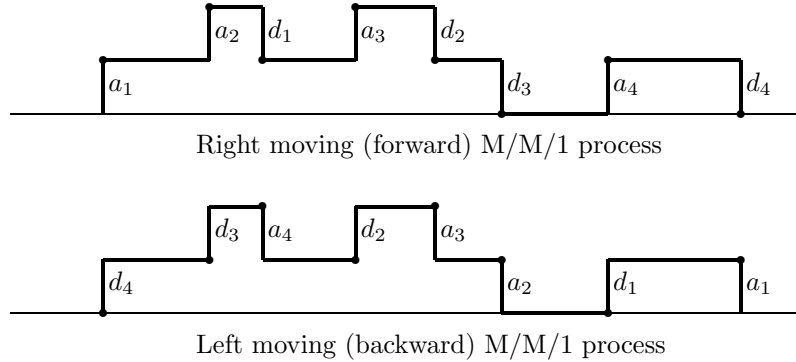 a₂ d₁ a₃ d₂
a₁ d₃ a₄ d₄
Right moving (forward) M/M/1 process
d₃ a₄ d₂ a₃
d₄ a₂ d₁ a₁
Left moving (backward) M/M/1 process